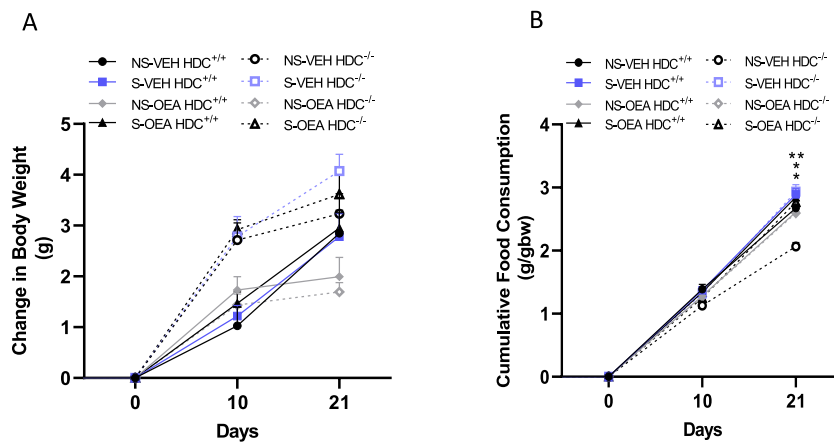 A
NS-VEH HDC+/+
NS-VEH HDC-/-
S-VEH HDC+/+
S-VEH HDC-/-
NS-OEA HDC+/+
NS-OEA HDC-/-
S-OEA HDC+/+
S-OEA HDC-/-
Change in Body Weight
(g)
5
4
3
2
1
0
0
10
21
Days
B
NS-VEH HDC+/+
NS-VEH HDC-/-
S-VEH HDC+/+
S-VEH HDC-/-
NS-OEA HDC+/+
NS-OEA HDC-/-
S-OEA HDC+/+
S-OEA HDC-/-
Cumulative Food Consumption
(g/gbw)
4
3
2
1
0
**
*
*
0
10
21
Days